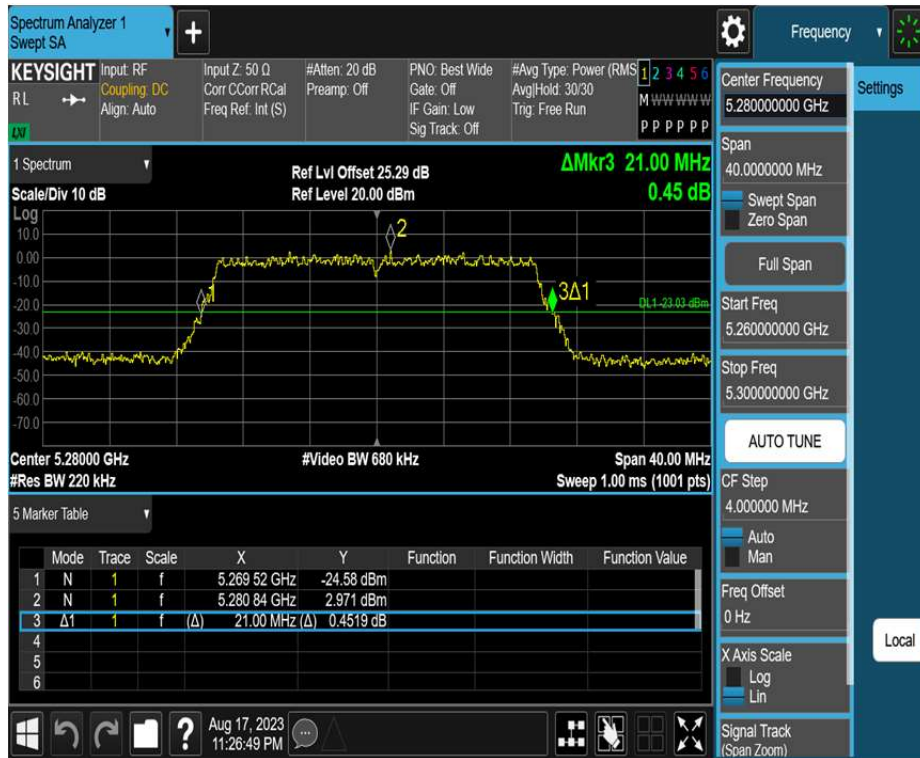 Spectrum Analyzer 1
Swept SA
Frequency
KEYSIGHT
RL
LXI
Input: RF
Coupling: DC
Align: Auto
Input Z: 50 Ω
Corr CCorr RCal
Freq Ref: Int (S)
#Atten: 20 dB
Preamp: Off
PNO: Best Wide
Gate: Off
IF Gain: Low
Sig Track: Off
#Avg Type: Power (RMS
Avg|Hold: 30/30
Trig: Free Run
1 2 3 4 5 6
M W W W W W
P P P P P P
Center Frequency
5.280000000 GHz
Settings
Span
40.0000000 MHz
Swept Span
Zero Span
Full Span
Start Freq
5.260000000 GHz
Stop Freq
5.300000000 GHz
AUTO TUNE
CF Step
4.000000 MHz
Auto
Man
Freq Offset
0 Hz
X Axis Scale
Log
Lin
Local
Signal Track
(Span Zoom)
1 Spectrum
Scale/Div 10 dB
Ref Lvl Offset 25.29 dB
Ref Level 20.00 dBm
ΔMkr3 21.00 MHz
0.45 dB
Log
10.0
0.00
-10.0
-20.0
-30.0
-40.0
-50.0
-60.0
-70.0
1
2
3Δ1
DL1 -23.03 dBm
Center 5.28000 GHz
#Res BW 220 kHz
#Video BW 680 kHz
Span 40.00 MHz
Sweep 1.00 ms (1001 pts)
5 Marker Table
Mode Trace Scale X Y Function Function Width Function Value
1 N 1 f 5.269 52 GHz -24.58 dBm
2 N 1 f 5.280 84 GHz 2.971 dBm
3 Δ1 1 f (Δ) 21.00 MHz (Δ) 0.4519 dB
4
5
6
?
Aug 17, 2023
11:26:49 PM